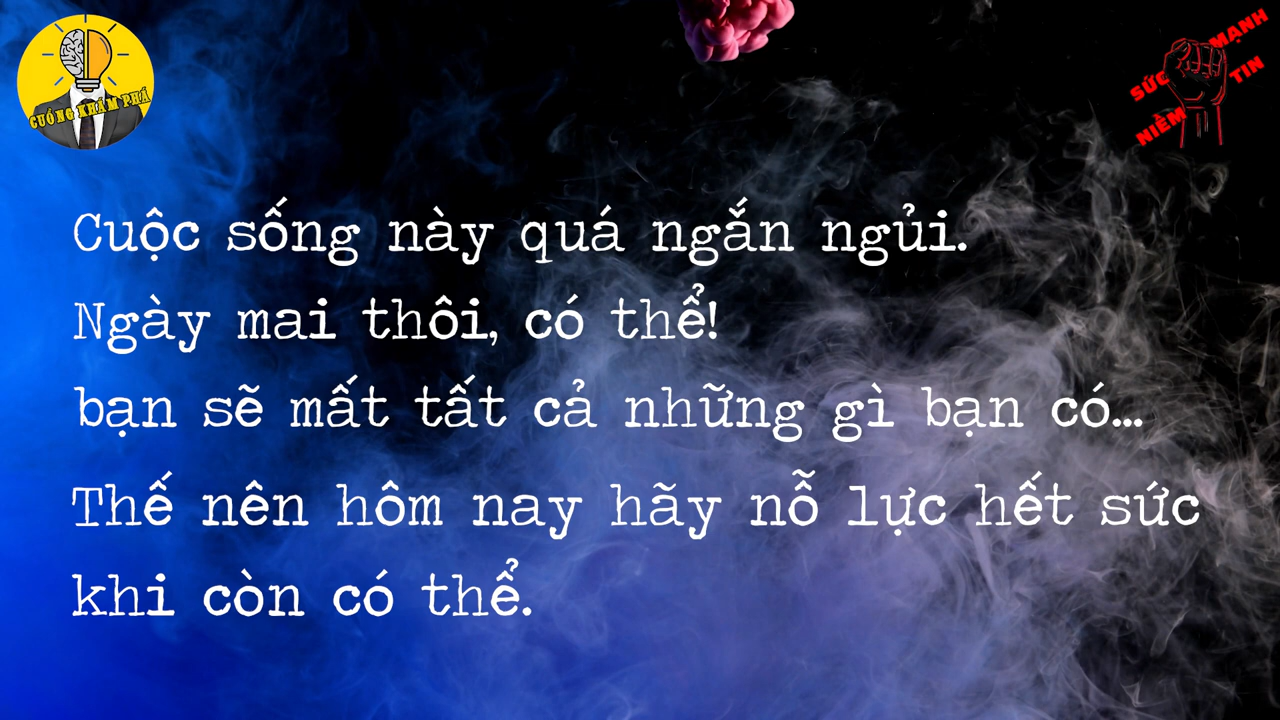 CUỒNG KHÁM PHÁ
SỨC MẠNH
NIỀM TIN
Cuộc sống này quá ngắn ngủi.
Ngày mai thôi, có thể!
bạn sẽ mất tất cả những gì bạn có...
Thế nên hôm nay hãy nỗ lực hết sức
khi còn có thể.